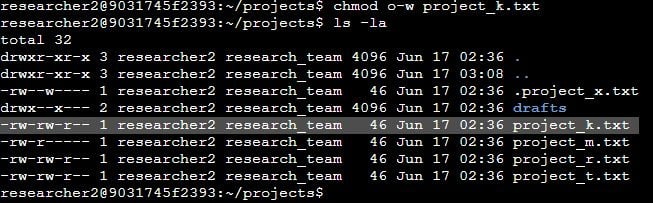 researcher2@9031745f2393:~/projects$ chmod o-w project_k.txt
researcher2@9031745f2393:~/projects$ ls -la
total 32
drwxr-xr-x 3 researcher2 research_team 4096 Jun 17 02:36 .
drwxr-xr-x 3 researcher2 research_team 4096 Jun 17 03:08 ..
-rw--w---- 1 researcher2 research_team   46 Jun 17 02:36 .project_x.txt
drwx--x--- 2 researcher2 research_team 4096 Jun 17 02:36 drafts
-rw-rw-r-- 1 researcher2 research_team   46 Jun 17 02:36 project_k.txt
-rw-r----- 1 researcher2 research_team   46 Jun 17 02:36 project_m.txt
-rw-rw-r-- 1 researcher2 research_team   46 Jun 17 02:36 project_r.txt
-rw-rw-r-- 1 researcher2 research_team   46 Jun 17 02:36 project_t.txt
researcher2@9031745f2393:~/projects$